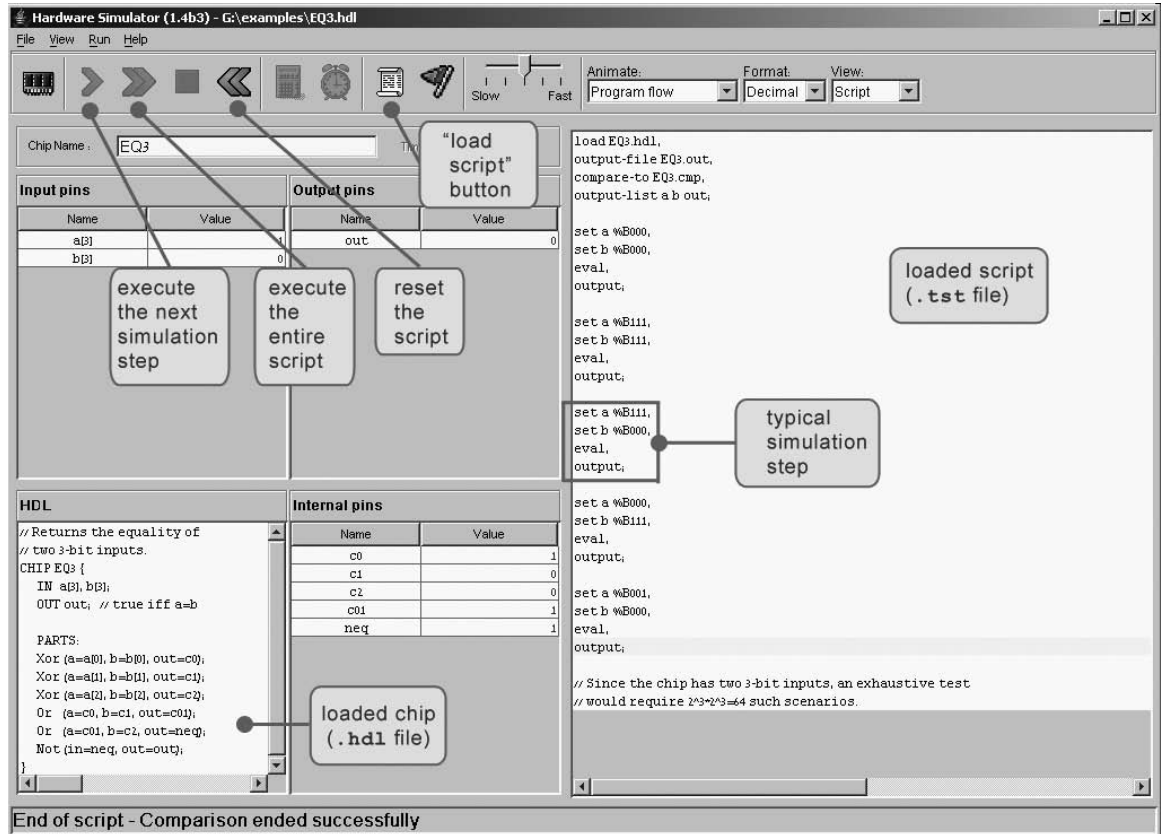 Hardware Simulator (1.4b3) - G:\examples\EQ3.hdl
File View Run Help
Slow Fast
Animate: Format: View:
Program flow Decimal Script
Chip Name : EQ3
"load
script"
button
Input pins
Name Value
a[3] 1
b[3] 0
Output pins
Name Value
out 0
execute
the next
simulation
step
execute
the
entire
script
reset
the
script
HDL
// Returns the equality of
// two 3-bit inputs.
CHIP EQ3 {
IN a[3], b[3];
OUT out; // true iff a=b
PARTS:
Xor (a=a[0], b=b[0], out=c0);
Xor (a=a[1], b=b[1], out=c1);
Xor (a=a[2], b=b[2], out=c2);
Or (a=c0, b=c1, out=c01);
Or (a=c01, b=c2, out=neq);
Not (in=neq, out=out);
}
Internal pins
Name Value
c0 1
c1 0
c2 0
c01 1
neq 1
loaded chip
(.hdl file)
load EQ3.hdl,
output-file EQ3.out,
compare-to EQ3.cmp,
output-list a b out;
set a %B000,
set b %B000,
eval,
output;
set a %B111,
set b %B111,
eval,
output;
set a %B111,
set b %B000,
eval,
output;
set a %B000,
set b %B111,
eval,
output;
set a %B001,
set b %B000,
eval,
output;
// Since the chip has two 3-bit inputs, an exhaustive test
// would require 2^3*2^3=64 such scenarios.
loaded script
(.tst file)
typical
simulation
step
End of script - Comparison ended successfully